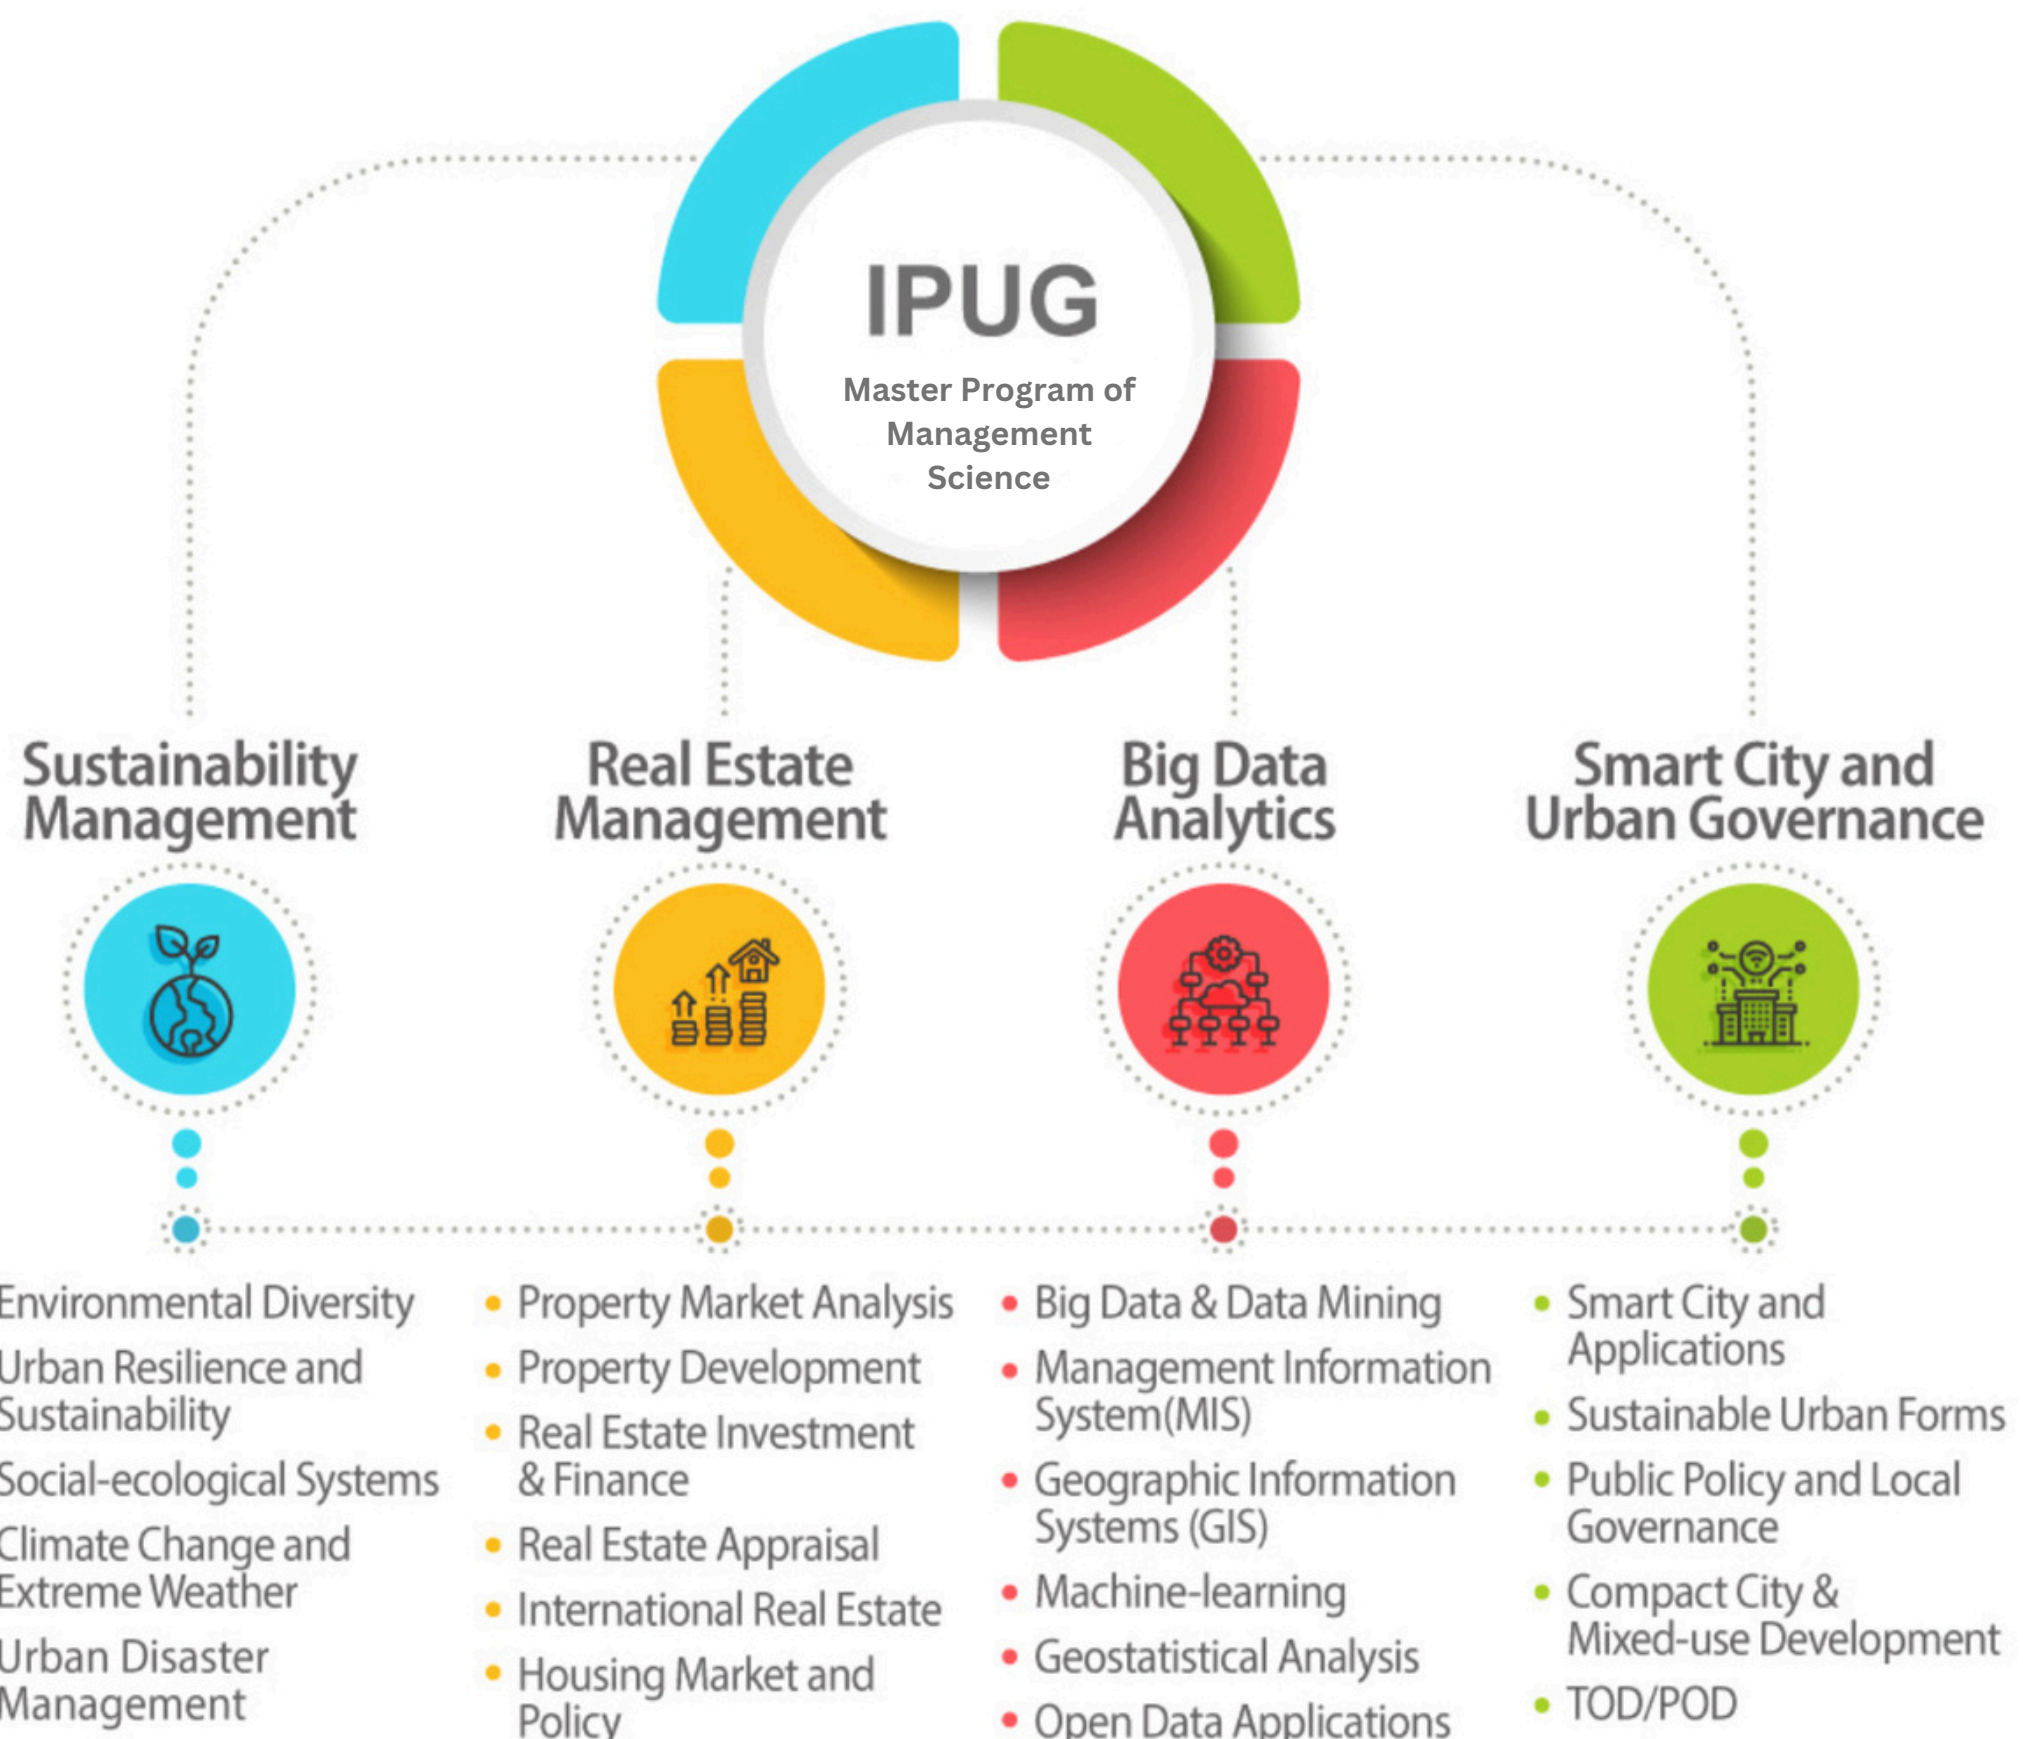 IPUG
Master Program of
Management
Science
Sustainability
Management
Environmental Diversity
Urban Resilience and
Sustainability
Social-ecological Systems
Climate Change and
Extreme Weather
Urban Disaster
Management
Real Estate
Management
• Property Market Analysis
• Property Development
• Real Estate Investment
& Finance
• Real Estate Appraisal
• International Real Estate
• Housing Market and
Policy
Big Data
Analytics
• Big Data & Data Mining
• Management Information
System(MIS)
• Geographic Information
Systems (GIS)
• Machine-learning
• Geostatistical Analysis
• Open Data Applications
Smart City and
Urban Governance
• Smart City and
Applications
• Sustainable Urban Forms
• Public Policy and Local
Governance
• Compact City &
Mixed-use Development
• TOD/POD